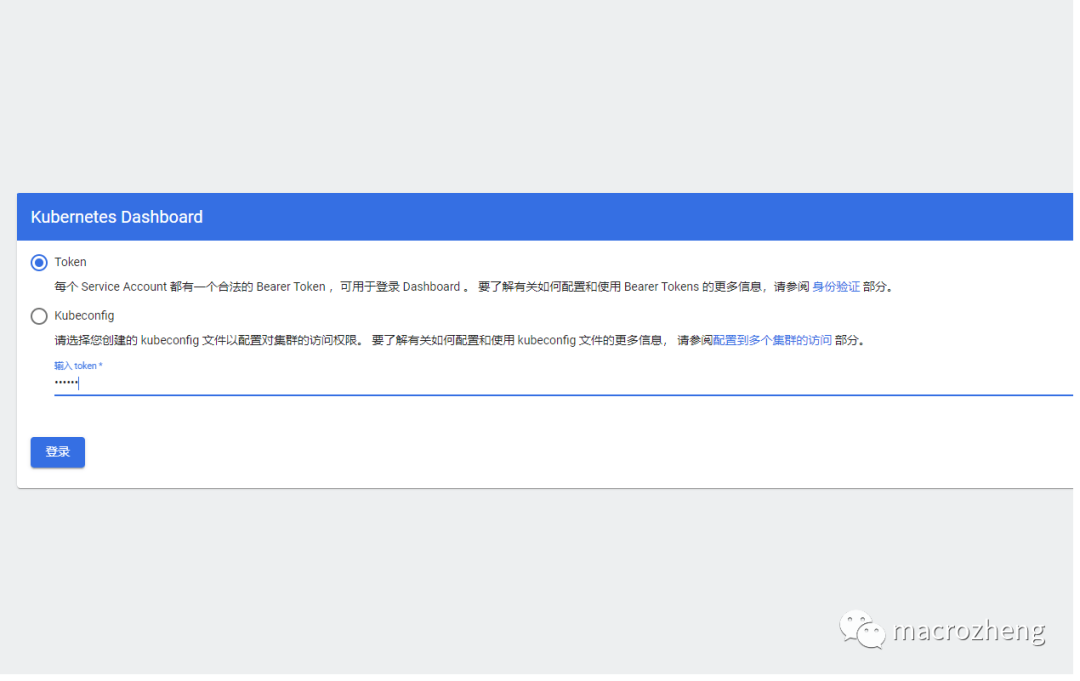 Kubernetes Dashboard
Token
每个 Service Account 都有一个合法的 Bearer Token ，可用于登录 Dashboard 。 要了解有关如何配置和使用 Bearer Tokens 的更多信息，请参阅 身份验证 部分。
Kubeconfig
请选择您创建的 kubeconfig 文件以配置对集群的访问权限。 要了解有关如何配置和使用 kubeconfig 文件的更多信息， 请参阅配置到多个集群的访问 部分。
输入 token *
••••••
登录
macrozheng